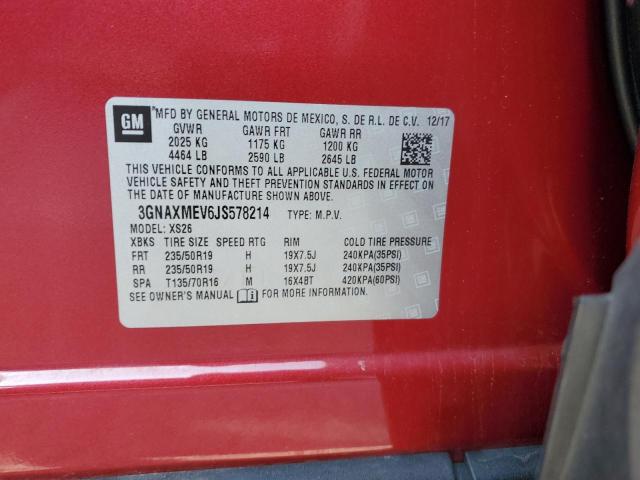 GM
MFD BY GENERAL MOTORS DE MEXICO, S. DE R.L. DE C.V. 12/17
GVWR GAWR FRT GAWR RR
2025 KG 1175 KG 1200 KG
4464 LB 2590 LB 2645 LB
THIS VEHICLE CONFORMS TO ALL APPLICABLE U.S. FEDERAL MOTOR
VEHICLE SAFETY AND THEFT PREVENTION STANDARDS IN EFFECT ON
THE DATE OF MANUFACTURE SHOWN ABOVE.
3GNAXMEV6JS578214 TYPE: M.P.V.
MODEL: XS26
XBKS TIRE SIZE SPEED RTG RIM COLD TIRE PRESSURE
FRT 235/50R19 H 19X7.5J 240KPA(35PSI)
RR 235/50R19 H 19X7.5J 240KPA(35PSI)
SPA T135/70R16 M 16X4BT 420KPA(60PSI)
SEE OWNER'S MANUAL FOR MORE INFORMATION.